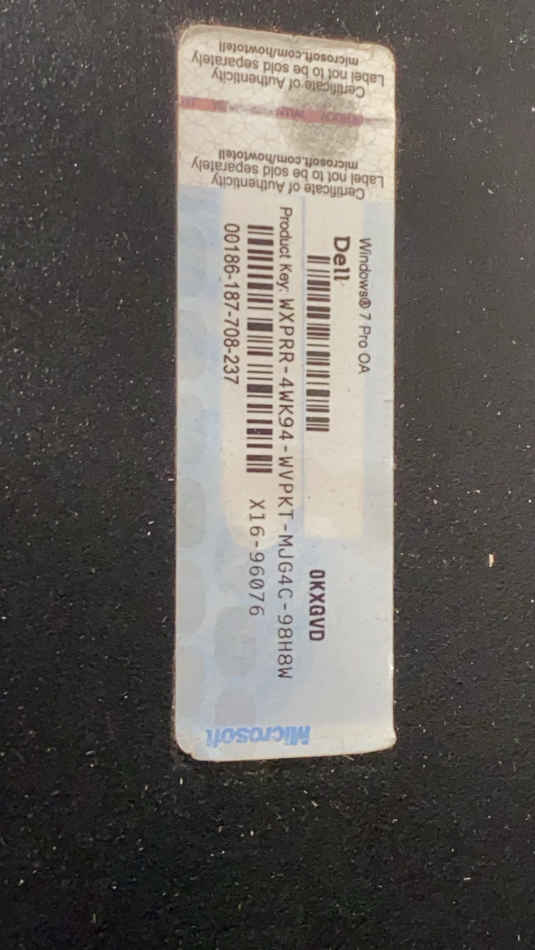 Certificate of Authenticity
Label not to be sold separately
microsoft.com/howtotell
Certificate of Authenticity
Label not to be sold separately
microsoft.com/howtotell
Windows® 7 Pro OA
Dell
0KXGVD
Product Key: WXPRR-4WK94-WVPKT-MJG4C-98H8W
X16-96076
00186-187-708-237
Microsoft